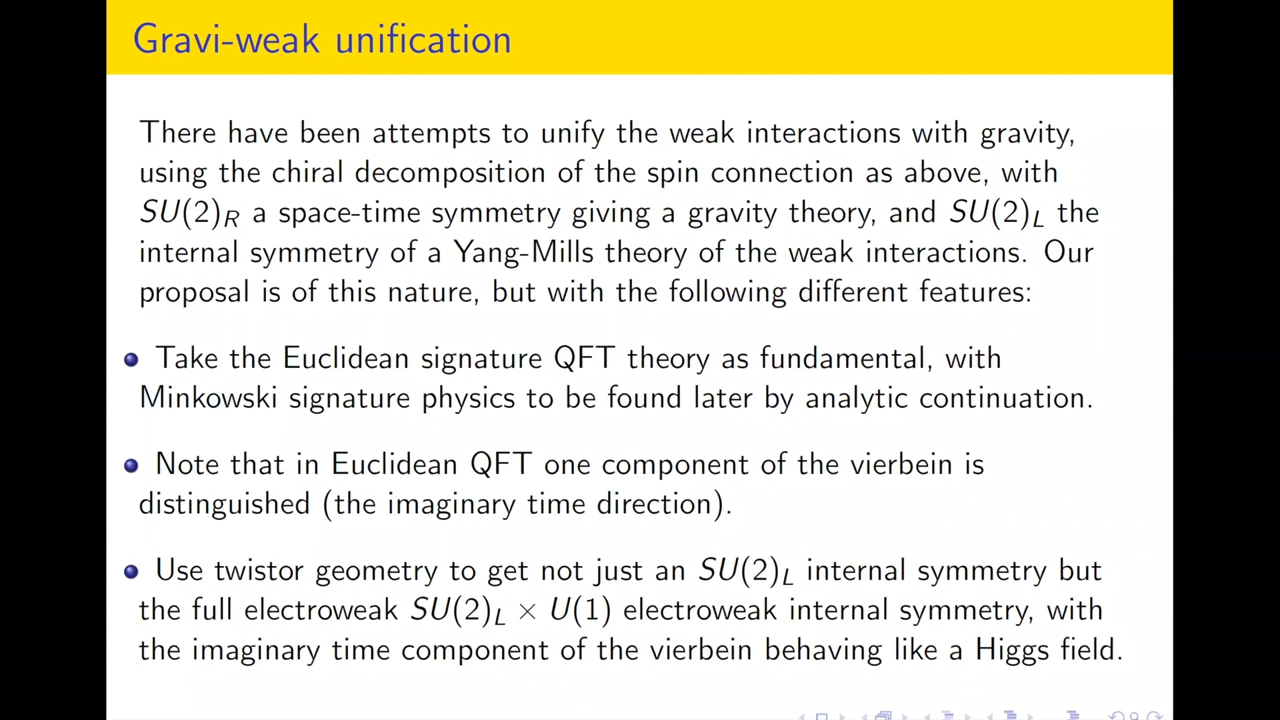 Gravi-weak unification
There have been attempts to unify the weak interactions with gravity,
using the chiral decomposition of the spin connection as above, with
SU(2)_R a space-time symmetry giving a gravity theory, and SU(2)_L the
internal symmetry of a Yang-Mills theory of the weak interactions. Our
proposal is of this nature, but with the following different features:
Take the Euclidean signature QFT theory as fundamental, with
Minkowski signature physics to be found later by analytic continuation.
Note that in Euclidean QFT one component of the vierbein is
distinguished (the imaginary time direction).
Use twistor geometry to get not just an SU(2)_L internal symmetry but
the full electroweak SU(2)_L × U(1) electroweak internal symmetry, with
the imaginary time component of the vierbein behaving like a Higgs field.